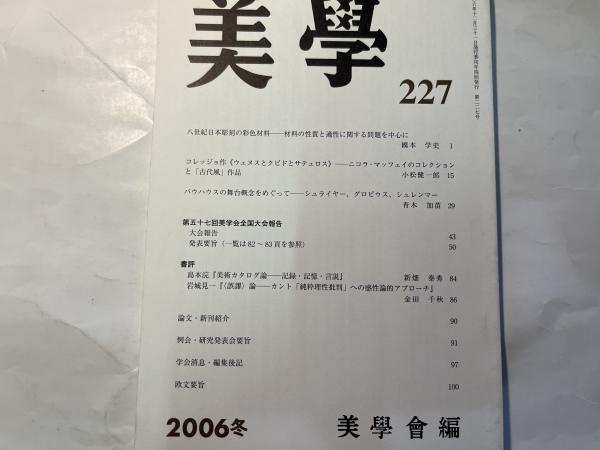 美學
227
八世紀日本彫刻の彩色材料――材料の性質と適性に関する問題を中心に
國本 学史 1
コレッジョ作《ウェヌスとクピドとサテュロス》――ニコラ・マッフェイのコレクション
と「古代風」作品 小松健一郎 15
バウハウスの舞台概念をめぐって――シュライヤー、グロピウス、シュレンマー
青木 加苗 29
第五十七回美学会全国大会報告
大会報告 43
発表要旨(一覧は82~83頁を参照) 50
書評
島本浣『美術カタログ論――記録・記憶・言説』 新畑 泰秀 84
岩城見一『〈誤謬〉論――カント『純粋理性批判』への感性論的アプローチ』
金田 千秋 86
論文・新刊紹介 90
例会・研究発表会要旨 91
学会消息・編集後記 97
欧文要旨 100
2006冬
美學會編